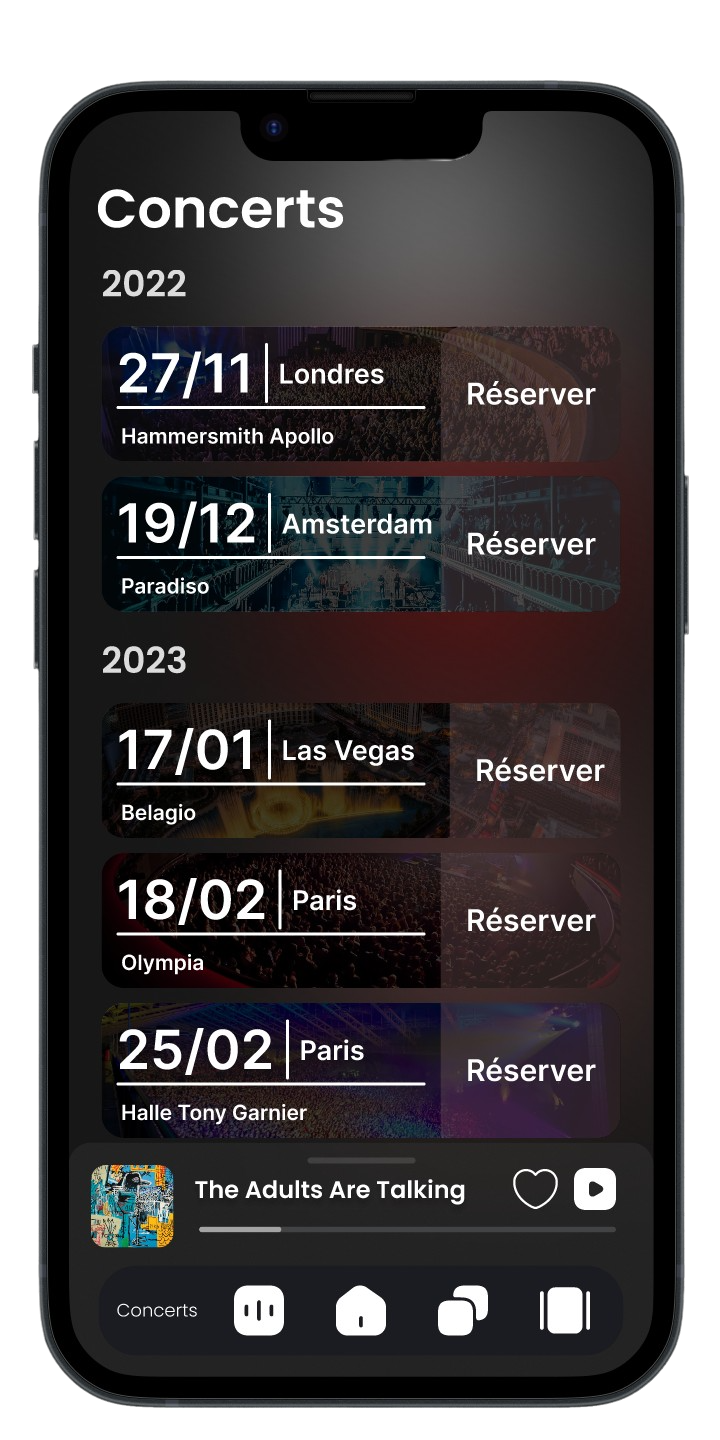 Concerts
2022
27/11 Londres
Hammersmith Apollo
Réserver
19/12 Amsterdam
Paradiso
Réserver
2023
17/01 Las Vegas
Belagio
Réserver
18/02 Paris
Olympia
Réserver
25/02 Paris
Halle Tony Garnier
Réserver
The Adults Are Talking
Concerts